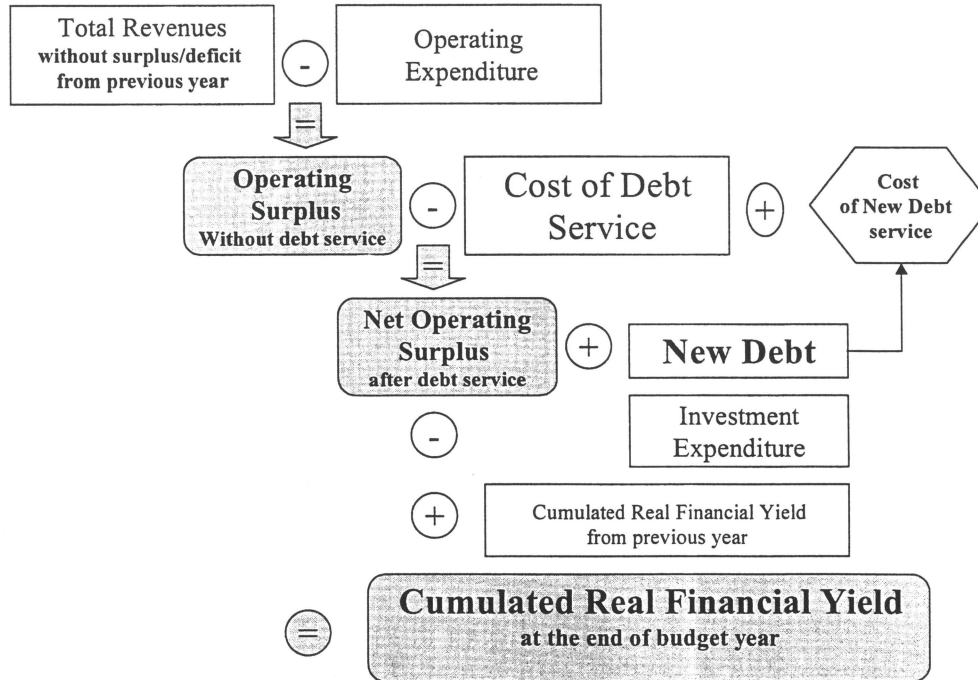 Total Revenues
without surplus/deficit
from previous year
-
Operating
Expenditure
=
Operating
Surplus
Without debt service
-
Cost of Debt
Service
+
Cost
of New Debt
service
=
Net Operating
Surplus
after debt service
+
New Debt
-
Investment
Expenditure
+
Cumulated Real Financial Yield
from previous year
=
Cumulated Real Financial Yield
at the end of budget year